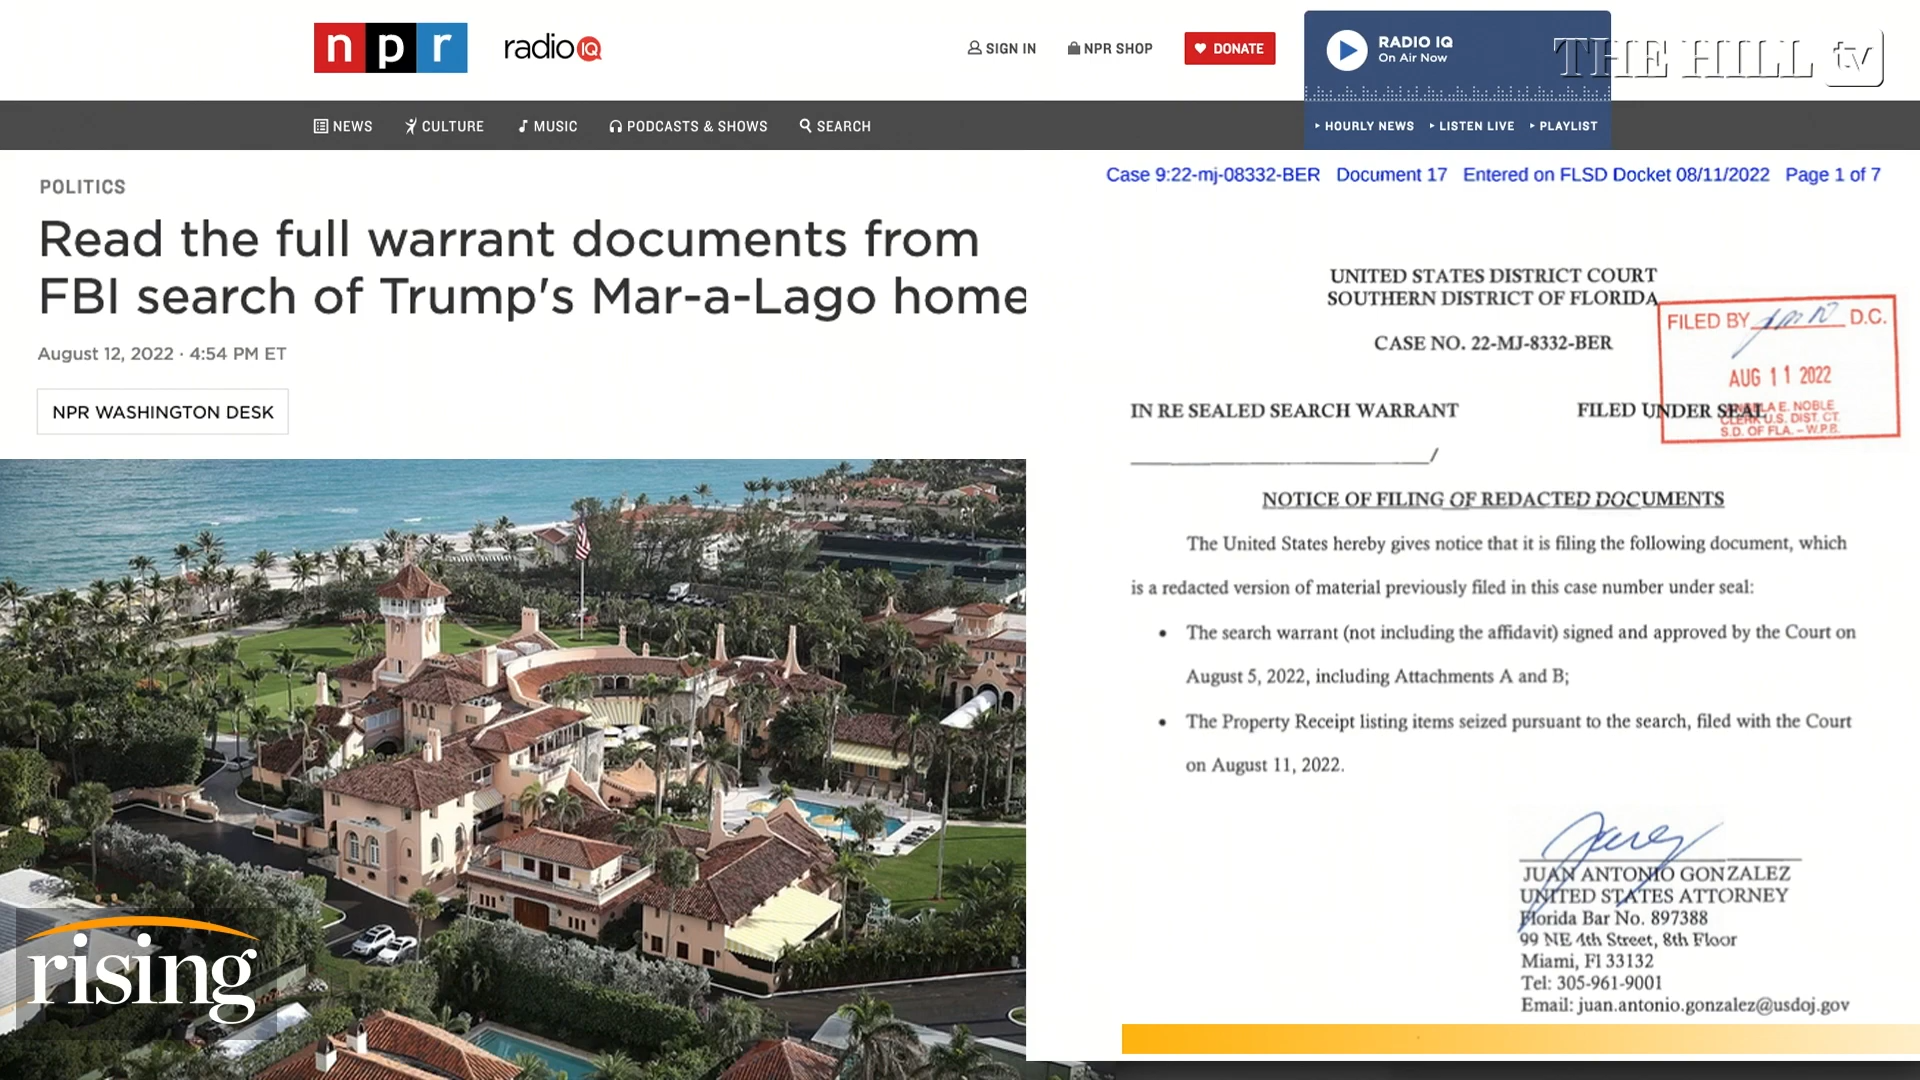 npr
radio IQ
SIGN IN
NPR SHOP
DONATE
RADIO IQ
On Air Now
THE HILL tv
NEWS
CULTURE
MUSIC
PODCASTS & SHOWS
SEARCH
HOURLY NEWS
LISTEN LIVE
PLAYLIST
POLITICS
Read the full warrant documents from
FBI search of Trump's Mar-a-Lago home
August 12, 2022 · 4:54 PM ET
NPR WASHINGTON DESK
rising
Case 9:22-mj-08332-BER Document 17 Entered on FLSD Docket 08/11/2022 Page 1 of 7
UNITED STATES DISTRICT COURT
SOUTHERN DISTRICT OF FLORIDA
CASE NO. 22-MJ-8332-BER
FILED BY D.C.
AUG 11 2022
ANGELA E. NOBLE
CLERK U.S. DIST. CT.
S.D. OF FLA. – W.P.B.
IN RE SEALED SEARCH WARRANT
FILED UNDER SEAL
/
NOTICE OF FILING OF REDACTED DOCUMENTS
The United States hereby gives notice that it is filing the following document, which
is a redacted version of material previously filed in this case number under seal:
• The search warrant (not including the affidavit) signed and approved by the Court on
August 5, 2022, including Attachments A and B;
• The Property Receipt listing items seized pursuant to the search, filed with the Court
on August 11, 2022.
JUAN ANTONIO GONZALEZ
UNITED STATES ATTORNEY
Florida Bar No. 897388
99 NE 4th Street, 8th Floor
Miami, Fl 33132
Tel: 305-961-9001
Email: juan.antonio.gonzalez@usdoj.gov